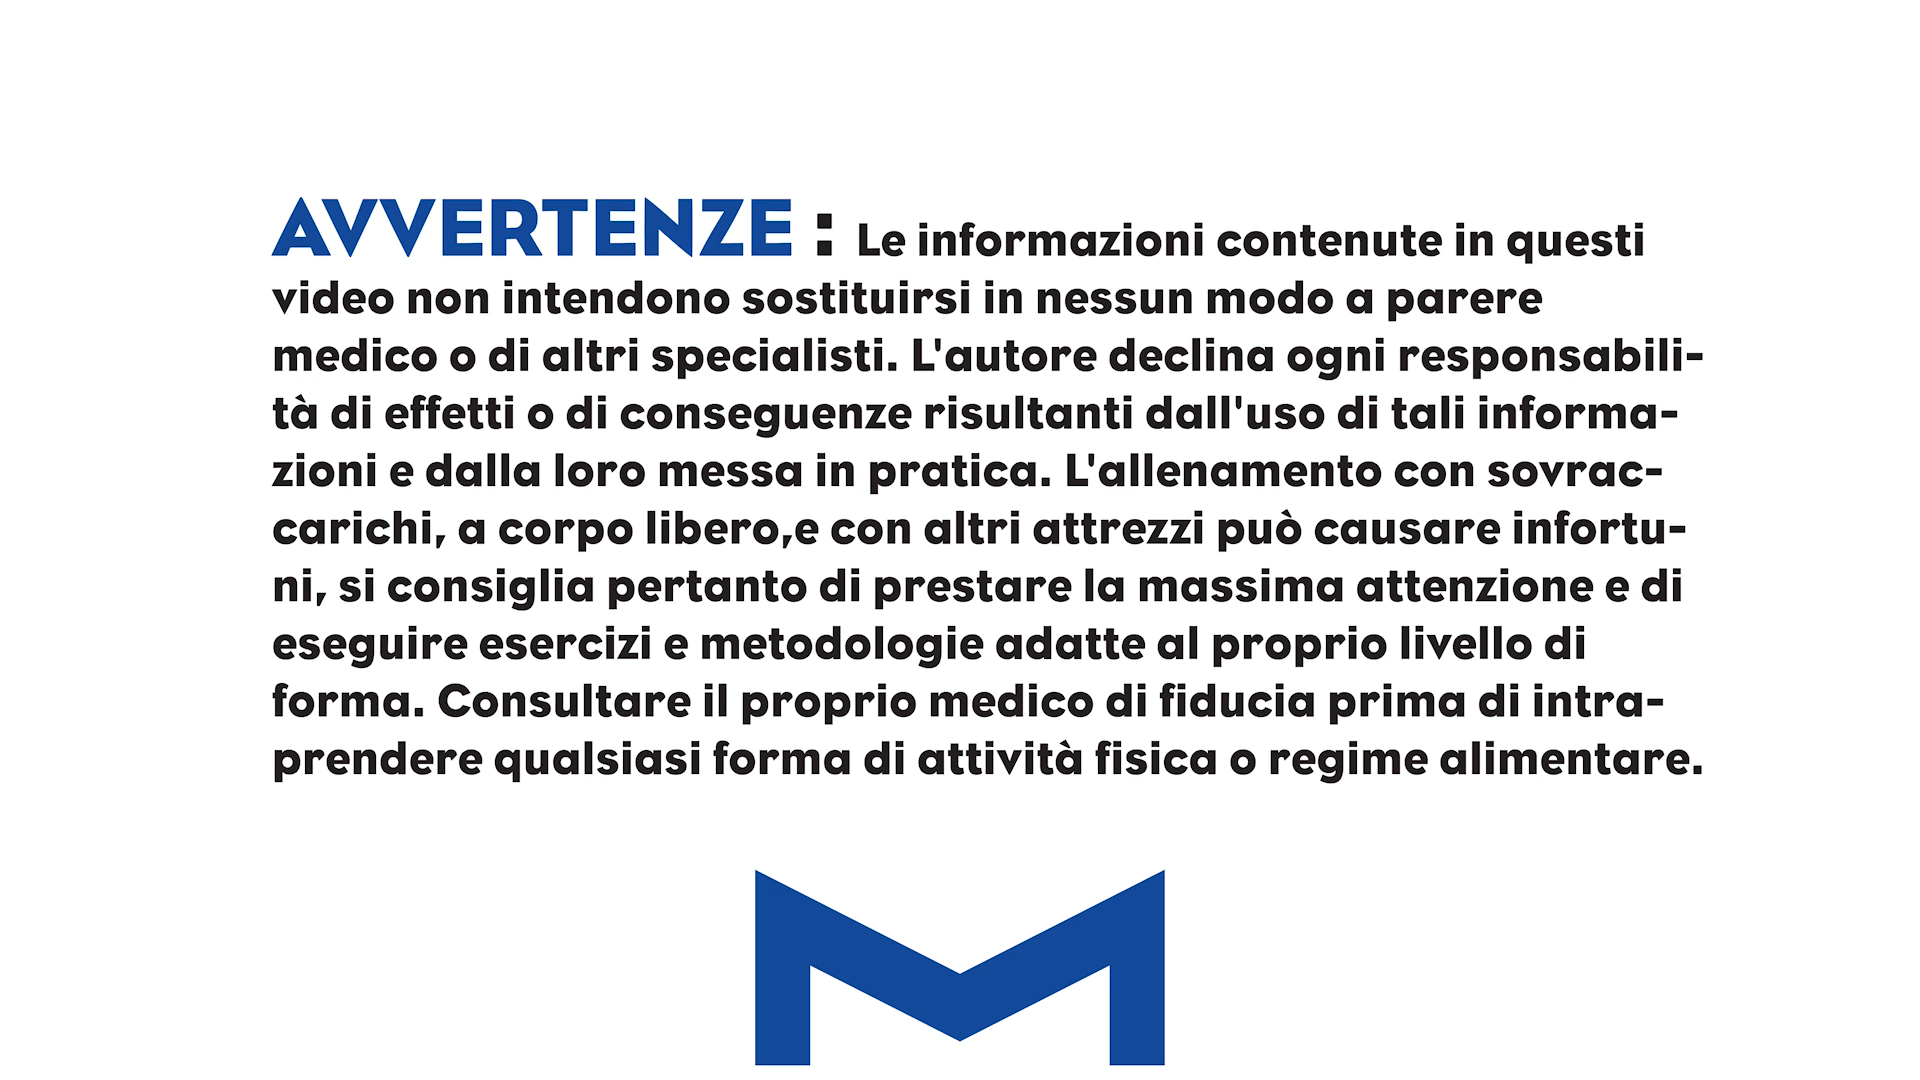 AVVERTENZE : Le informazioni contenute in questi
video non intendono sostituirsi in nessun modo a parere
medico o di altri specialisti. L'autore declina ogni responsabili-
tà di effetti o di conseguenze risultanti dall'uso di tali informa-
zioni e dalla loro messa in pratica. L'allenamento con sovrac-
carichi, a corpo libero,e con altri attrezzi può causare infortu-
ni, si consiglia pertanto di prestare la massima attenzione e di
eseguire esercizi e metodologie adatte al proprio livello di
forma. Consultare il proprio medico di fiducia prima di intra-
prendere qualsiasi forma di attività fisica o regime alimentare.
M